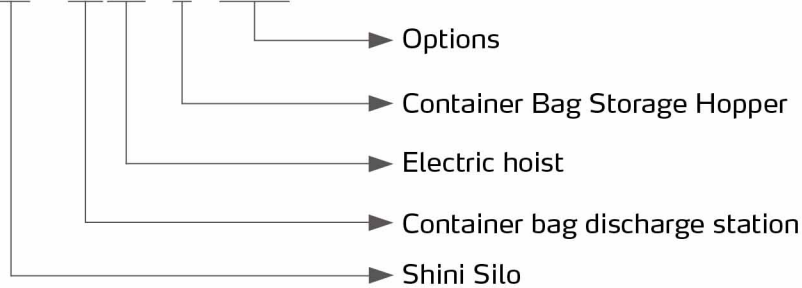 Options
Container Bag Storage Hopper
Electric hoist
Container bag discharge station
Shini Silo